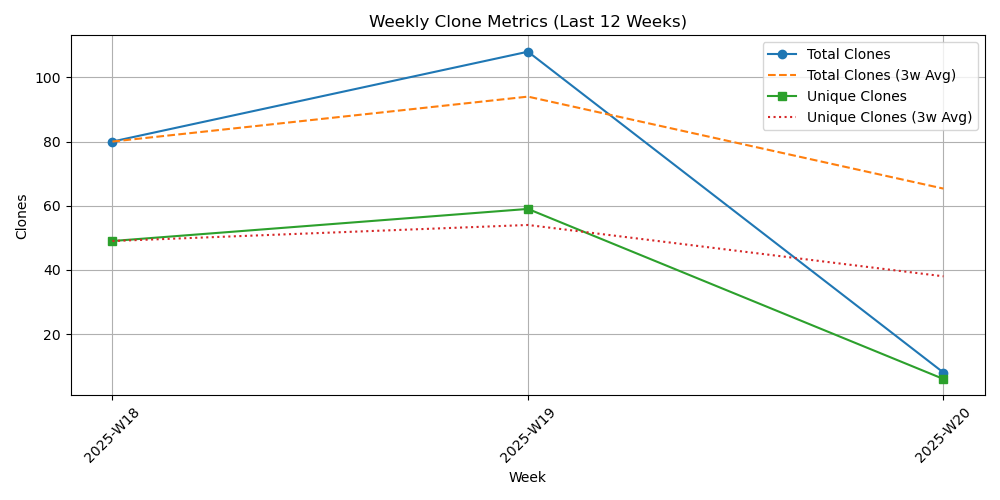 Weekly Clone Metrics (Last 12 Weeks)
Total Clones
Total Clones (3w Avg)
Unique Clones
Unique Clones (3w Avg)
Clones
100
80
60
40
20
2025-W18
2025-W19
2025-W20
Week